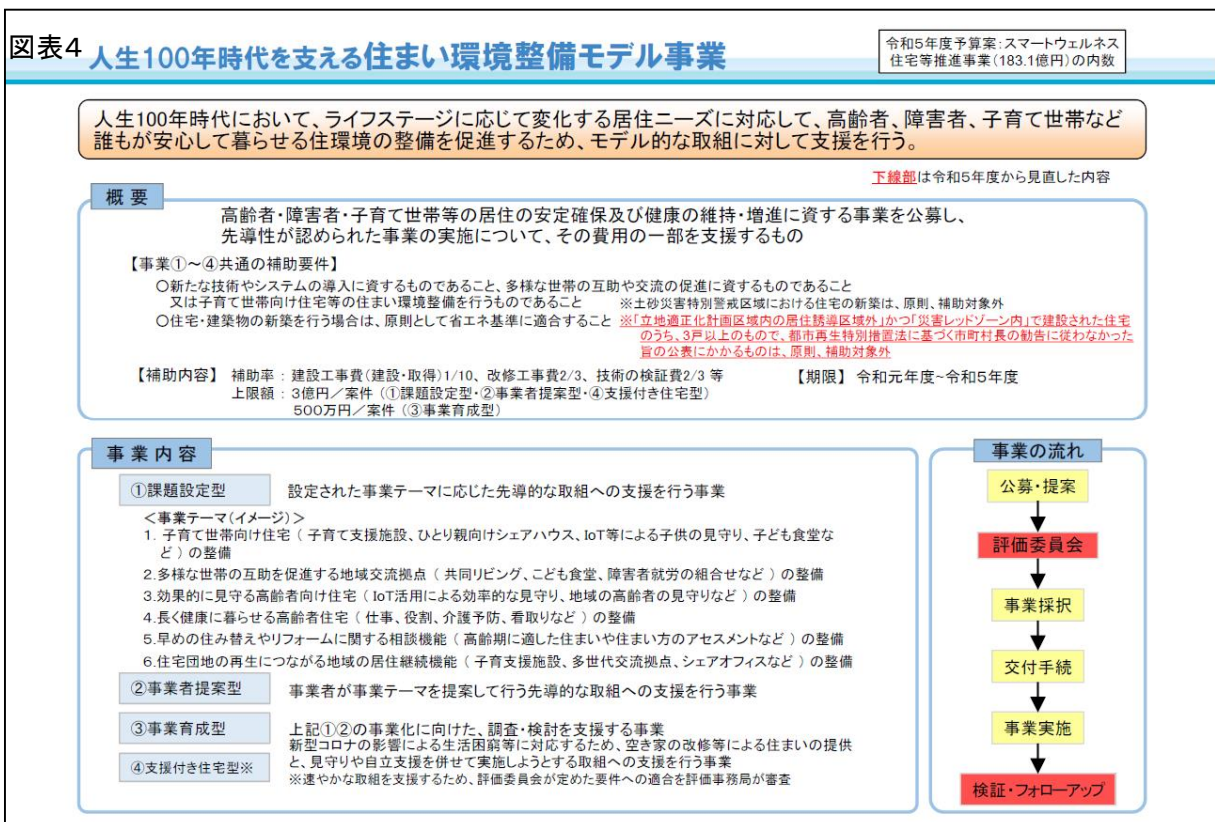 図表4
人生100年時代を支える住まい環境整備モデル事業
令和5年度予算案:スマートウェルネス
住宅等推進事業(183.1億円)の内数
人生100年時代において、ライフステージに応じて変化する居住ニーズに対応して、高齢者、障害者、子育て世帯など
誰もが安心して暮らせる住環境の整備を促進するため、モデル的な取組に対して支援を行う。
下線部は令和5年度から見直した内容
概 要
高齢者・障害者・子育て世帯等の居住の安定確保及び健康の維持・増進に資する事業を公募し、
先導性が認められた事業の実施について、その費用の一部を支援するもの
【事業①～④共通の補助要件】
○新たな技術やシステムの導入に資するものであること、多様な世帯の互助や交流の促進に資するものであること
又は子育て世帯向け住宅等の住まい環境整備を行うものであること ※土砂災害特別警戒区域における住宅の新築は、原則、補助対象外
○住宅・建築物の新築を行う場合は、原則として省エネ基準に適合すること ※「立地適正化計画区域内の居住誘導区域外」かつ「災害レッドゾーン内」で建設された住宅
のうち、3戸以上のもので、都市再生特別措置法に基づく市町村長の勧告に従わなかった
旨の公表にかかるものは、原則、補助対象外
【補助内容】 補助率 : 建設工事費(建設・取得)1/10、改修工事費2/3、技術の検証費2/3 等 【期限】 令和元年度~令和5年度
上限額 : 3億円/案件 (①課題設定型・②事業者提案型・④支援付き住宅型)
500万円/案件 (③事業育成型)
事 業 内 容
①課題設定型 設定された事業テーマに応じた先導的な取組への支援を行う事業
<事業テーマ(イメージ)>
1. 子育て世帯向け住宅( 子育て支援施設、ひとり親向けシェアハウス、IoT等による子供の見守り、子ども食堂な
ど )の整備
2.多様な世帯の互助を促進する地域交流拠点 ( 共同リビング、こども食堂、障害者就労の組合せなど )の整備
3.効果的に見守る高齢者向け住宅 ( IoT活用による効率的な見守り、地域の高齢者の見守りなど )の整備
4.長く健康に暮らせる高齢者住宅 ( 仕事、役割、介護予防、看取りなど )の整備
5.早めの住み替えやリフォームに関する相談機能 ( 高齢期に適した住まいや住まい方のアセスメントなど )の整備
6.住宅団地の再生につながる地域の居住継続機能 ( 子育支援施設、多世代交流拠点、シェアオフィスなど )の整備
②事業者提案型 事業者が事業テーマを提案して行う先導的な取組への支援を行う事業
③事業育成型 上記①②の事業化に向けた、調査・検討を支援する事業
④支援付き住宅型※ 新型コロナの影響による生活困窮等に対応するため、空き家の改修等による住まいの提供
と、見守りや自立支援を併せて実施しようとする取組への支援を行う事業
※速やかな取組を支援するため、評価委員会が定めた要件への適合を評価事務局が審査
事業の流れ
公募・提案
評価委員会
事業採択
交付手続
事業実施
検証・フォローアップ